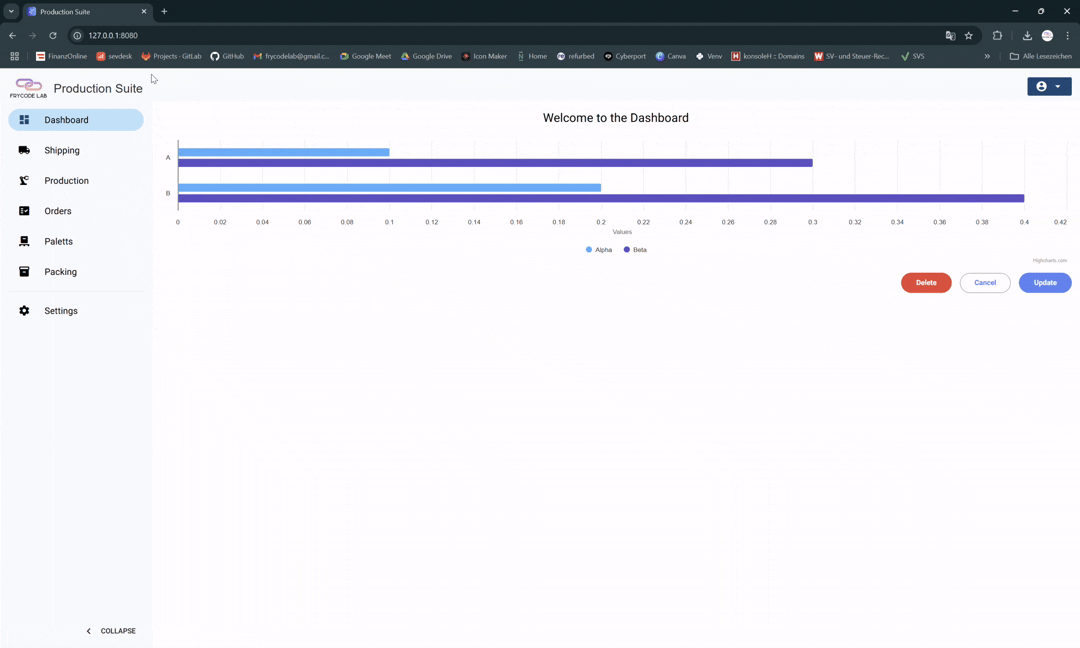 Production Suite
127.0.0.1:8080
FinanzOnline sevdesk Projects · GitLab GitHub frycodelab@gmail.c... Google Meet Google Drive Icon Maker Home refurbed Cyberport Canva Venv konsoleH :: Domains SV- und Steuer-Rec... SVS » Alle Lesezeichen
FRYCODE LAB
Production Suite
Dashboard
Shipping
Production
Orders
Paletts
Packing
Settings
COLLAPSE
Welcome to the Dashboard
A
B
0 0.02 0.04 0.06 0.08 0.1 0.12 0.14 0.16 0.18 0.2 0.22 0.24 0.26 0.28 0.3 0.32 0.34 0.36 0.38 0.4 0.42
Values
Alpha Beta
Highcharts.com
Delete Cancel Update